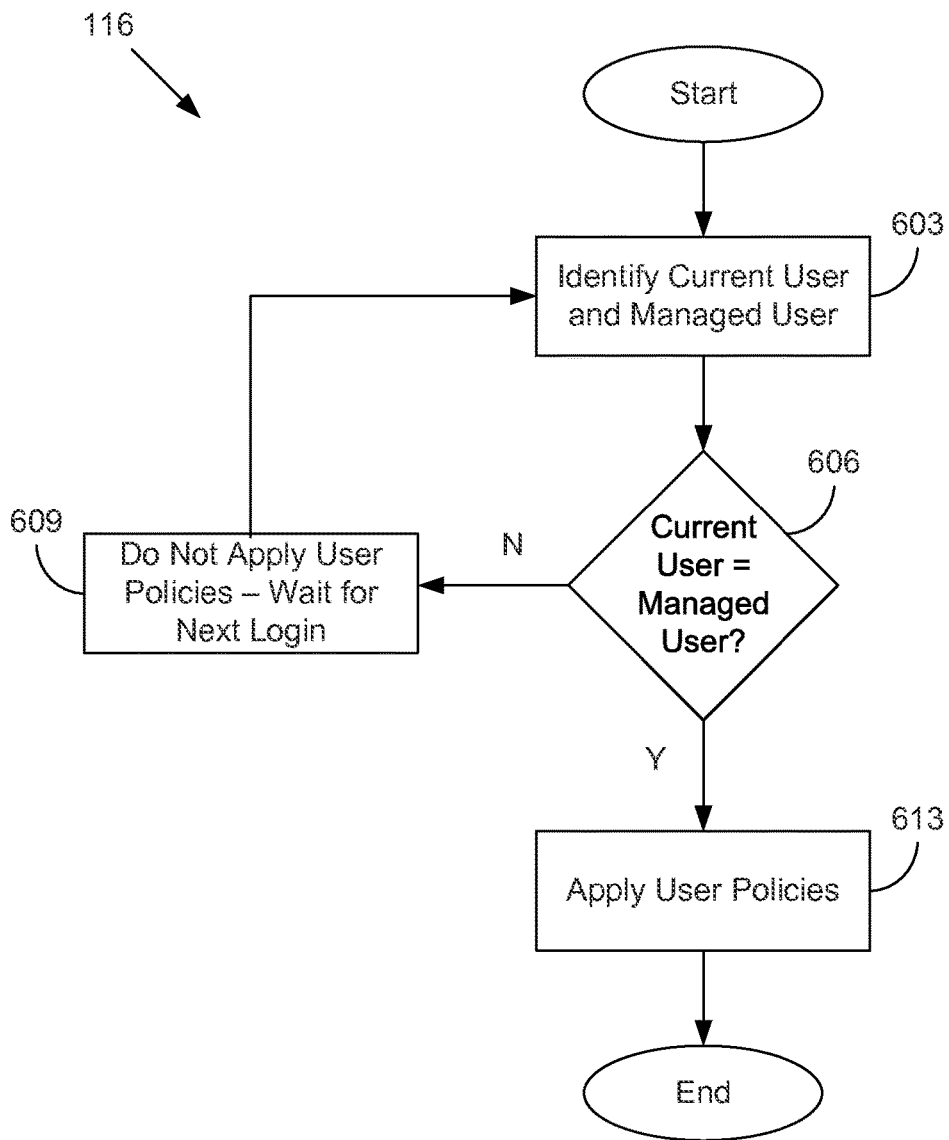 116
Start
603
Identify Current User
and Managed User
606
Current
User =
Managed
User?
N
609
Do Not Apply User
Policies – Wait for
Next Login
Y
613
Apply User Policies
End